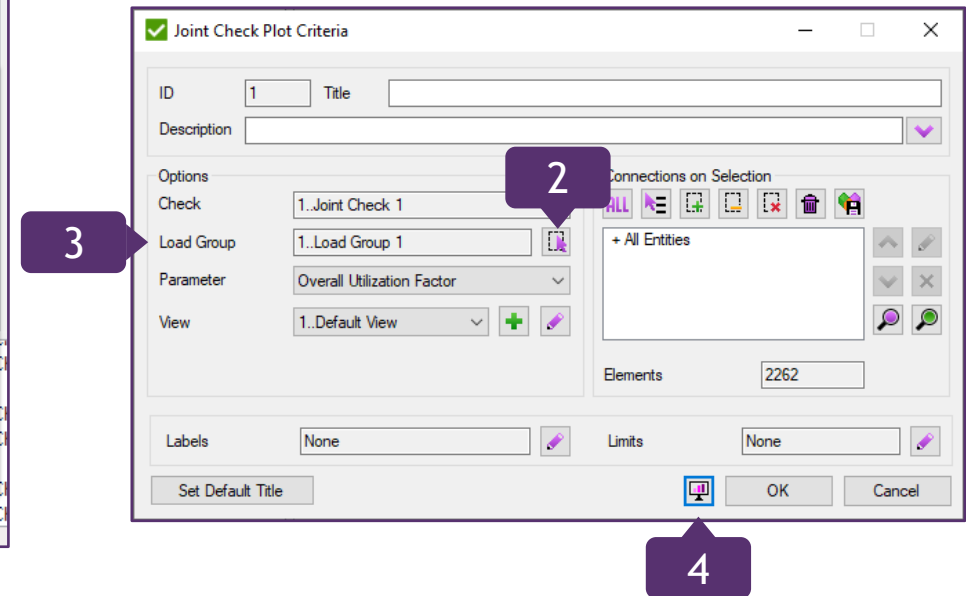 Joint Check Plot Criteria
ID 1 Title
Description
Options
2
Connections on Selection
Check 1..Joint Check 1
ALL
3
Load Group 1..Load Group 1
+ All Entities
Parameter Overall Utilization Factor
View 1..Default View
Elements 2262
Labels None
Limits None
Set Default Title
OK
Cancel
4